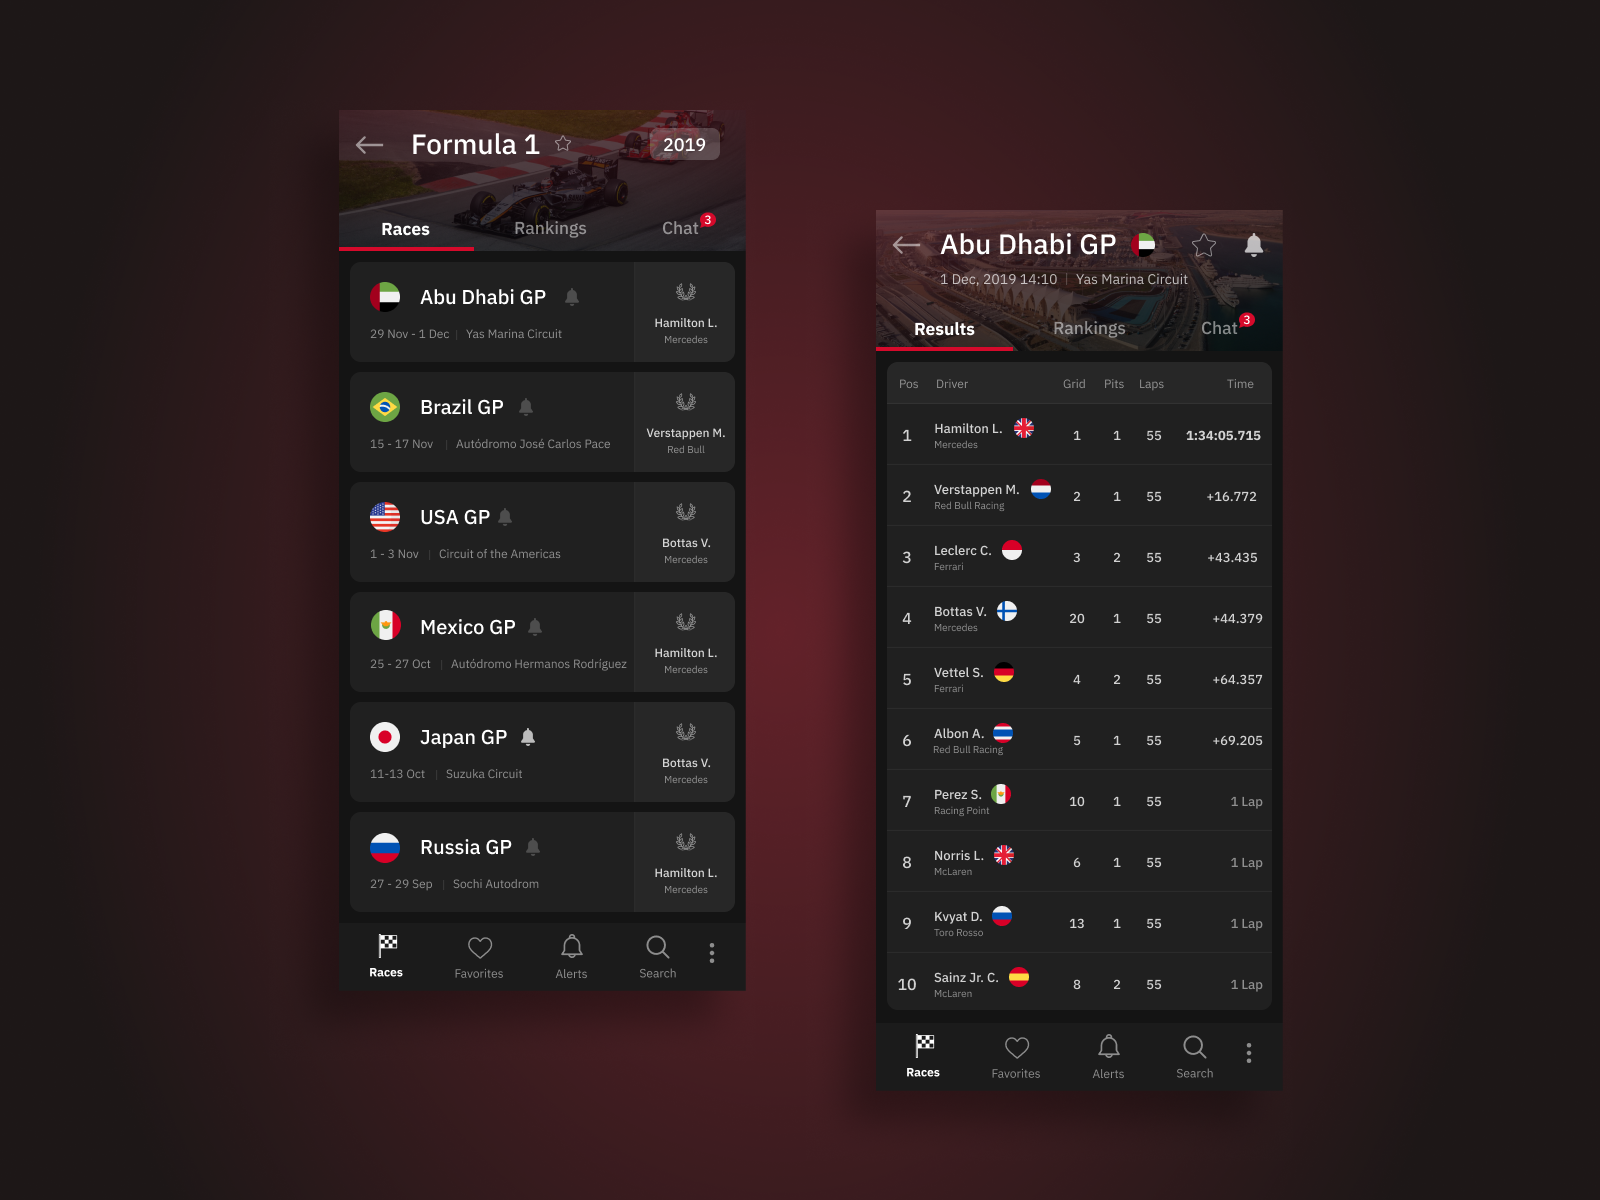 Formula 1
2019
Races Rankings Chat 3
Abu Dhabi GP
29 Nov - 1 Dec | Yas Marina Circuit
Hamilton L.
Mercedes
Brazil GP
15 - 17 Nov | Autódromo José Carlos Pace
Verstappen M.
Red Bull
USA GP
1 - 3 Nov | Circuit of the Americas
Bottas V.
Mercedes
Mexico GP
25 - 27 Oct | Autódromo Hermanos Rodríguez
Hamilton L.
Mercedes
Japan GP
11-13 Oct | Suzuka Circuit
Bottas V.
Mercedes
Russia GP
27 - 29 Sep | Sochi Autodrom
Hamilton L.
Mercedes
Races Favorites Alerts Search
Abu Dhabi GP
1 Dec, 2019 14:10 | Yas Marina Circuit
Results Rankings Chat 3
Pos Driver Grid Pits Laps Time
1 Hamilton L. 1 1 55 1:34:05.715
Mercedes
2 Verstappen M. 2 1 55 +16.772
Red Bull Racing
3 Leclerc C. 3 2 55 +43.435
Ferrari
4 Bottas V. 20 1 55 +44.379
Mercedes
5 Vettel S. 4 2 55 +64.357
Ferrari
6 Albon A. 5 1 55 +69.205
Red Bull Racing
7 Perez S. 10 1 55 1 Lap
Racing Point
8 Norris L. 6 1 55 1 Lap
McLaren
9 Kvyat D. 13 1 55 1 Lap
Toro Rosso
10 Sainz Jr. C. 8 2 55 1 Lap
McLaren
Races Favorites Alerts Search